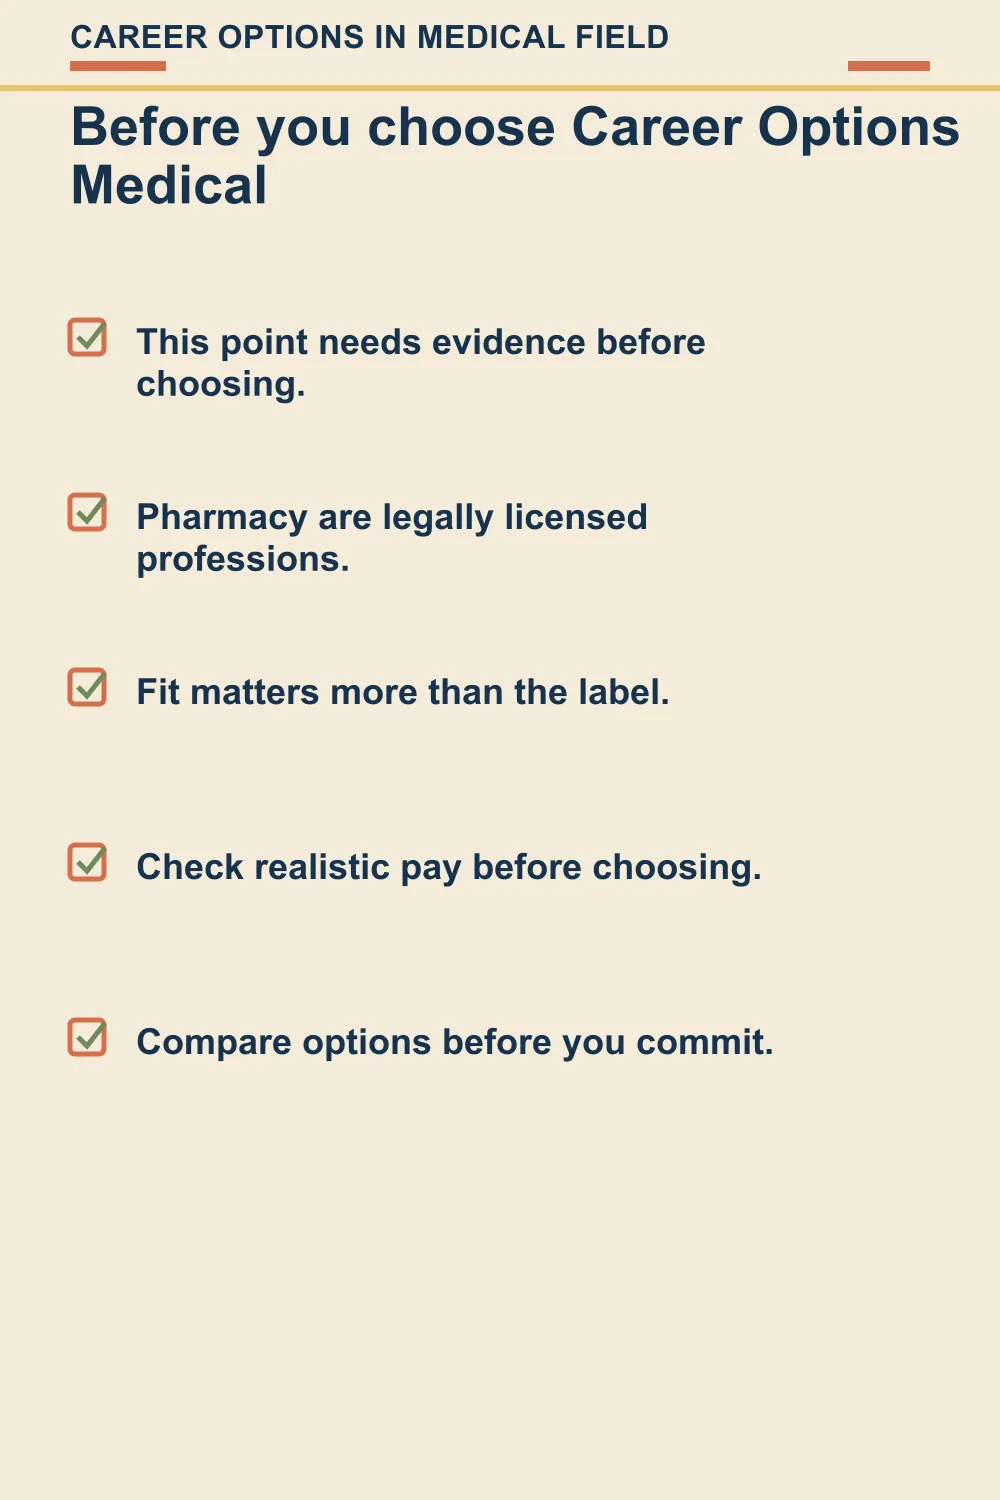 CAREER OPTIONS IN MEDICAL FIELD
Before you choose Career Options
Medical
This point needs evidence before
choosing.
Pharmacy are legally licensed
professions.
Fit matters more than the label.
Check realistic pay before choosing.
Compare options before you commit.